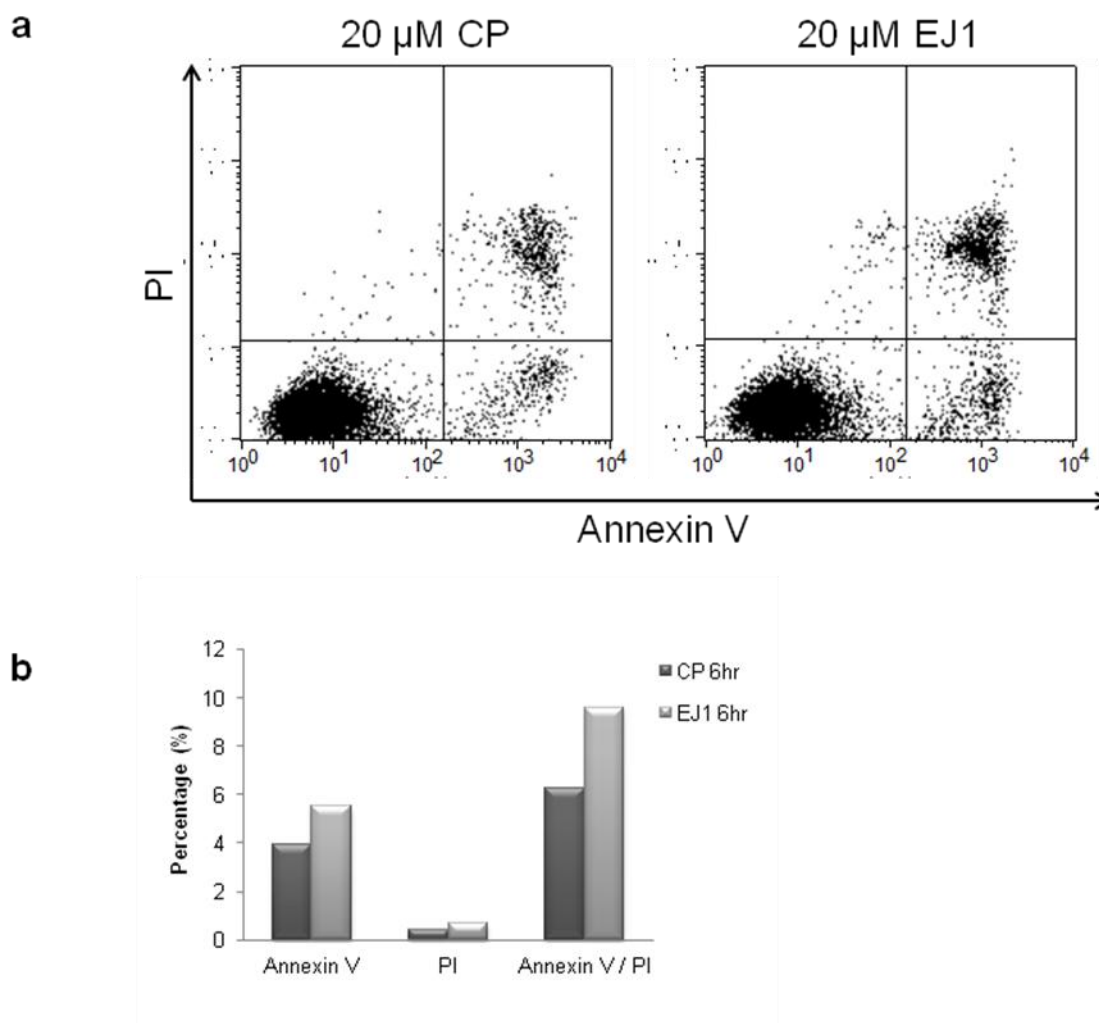 a
20 µM CP
20 µM EJ1
PI
10⁰ 10¹ 10² 10³ 10⁴
10⁰ 10¹ 10² 10³ 10⁴
Annexin V
b
12
10
8
6
4
2
0
Percentage (%)
CP 6hr
EJ1 6hr
Annexin V
PI
Annexin V / PI